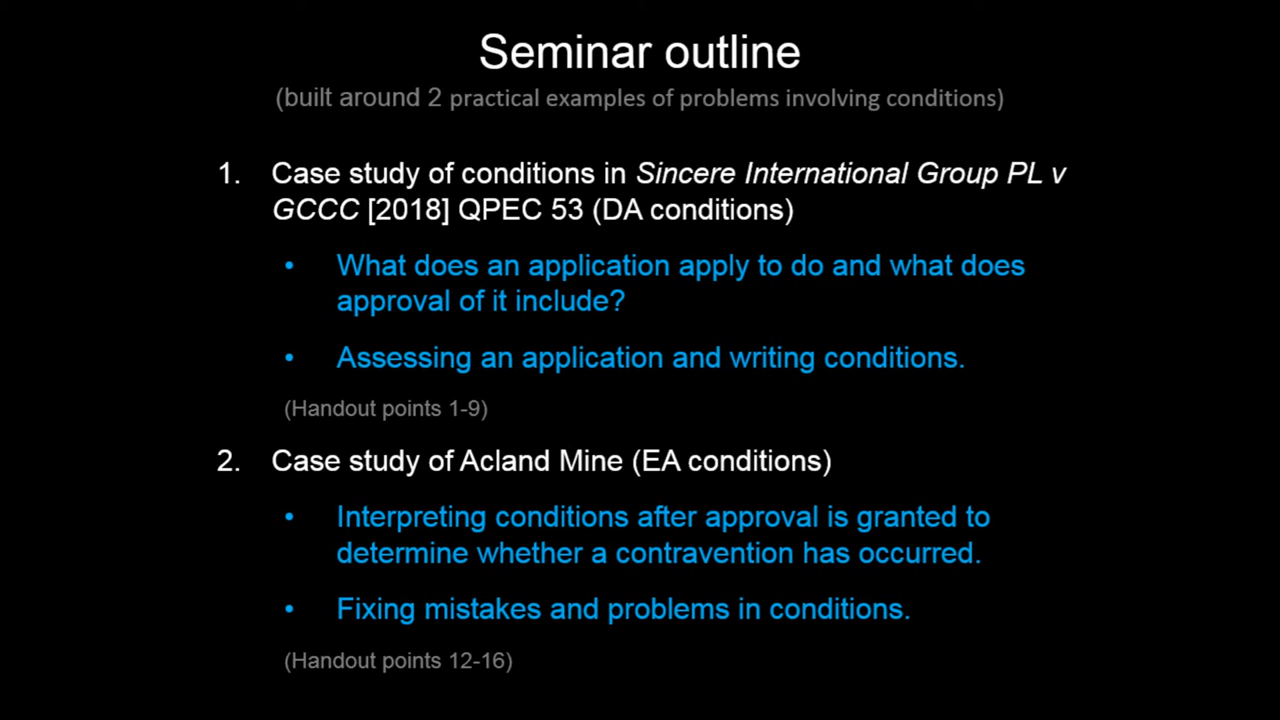 Seminar outline
(built around 2 practical examples of problems involving conditions)
1. Case study of conditions in Sincere International Group PL v
GCCC [2018] QPEC 53 (DA conditions)
• What does an application apply to do and what does
approval of it include?
• Assessing an application and writing conditions.
(Handout points 1-9)
2. Case study of Acland Mine (EA conditions)
• Interpreting conditions after approval is granted to
determine whether a contravention has occurred.
• Fixing mistakes and problems in conditions.
(Handout points 12-16)